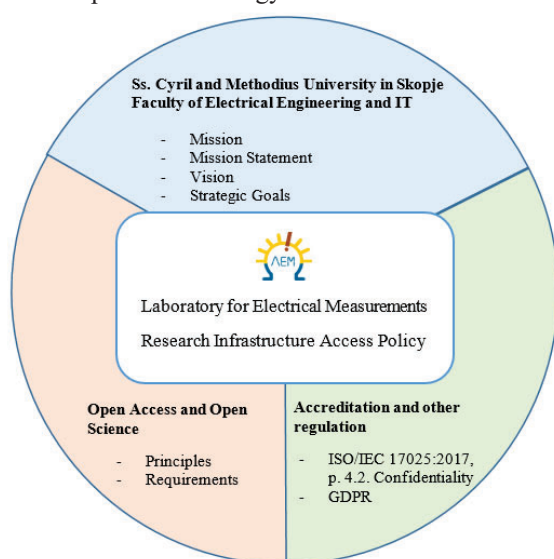 Ss. Cyril and Methodius University in Skopje
Faculty of Electrical Engineering and IT
- Mission
- Mission Statement
- Vision
- Strategic Goals
ΛEM
Laboratory for Electrical Measurements
Research Infrastructure Access Policy
Open Access and Open
Science
- Principles
- Requirements
Accreditation and other
regulation
- ISO/IEC 17025:2017,
p. 4.2. Confidentiality
- GDPR